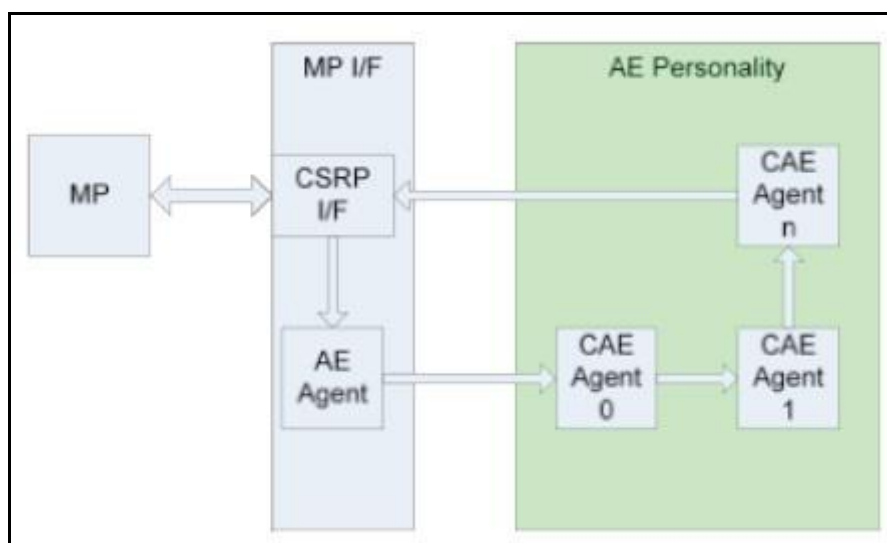 MP I/F
AE Personality
MP
CSRP
I/F
CAE
Agent
n
AE
Agent
CAE
Agent
0
CAE
Agent
1